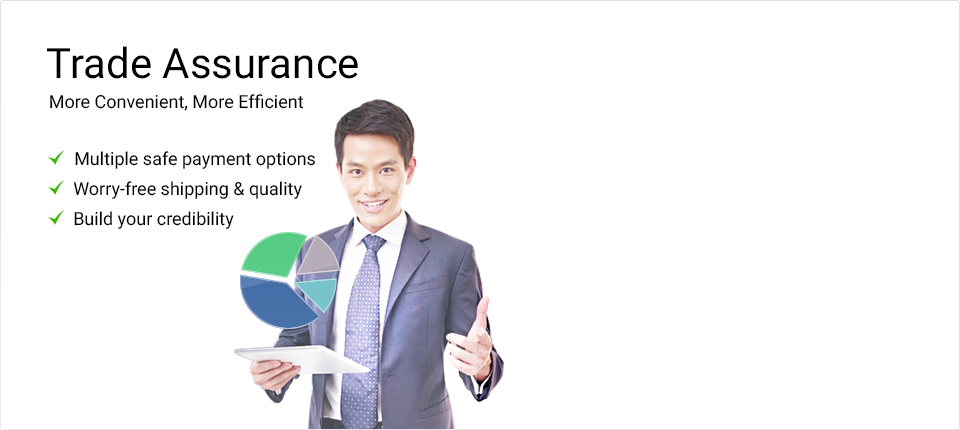 Trade Assurance
More Convenient, More Efficient
Multiple safe payment options
Worry-free shipping & quality
Build your credibility